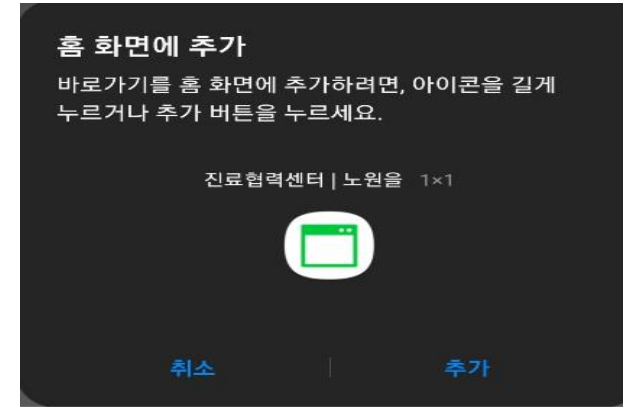 홈 화면에 추가
바로가기를 홈 화면에 추가하려면, 아이콘을 길게
누르거나 추가 버튼을 누르세요.
진료협력센터 | 노원을 1×1
취소 | 추가